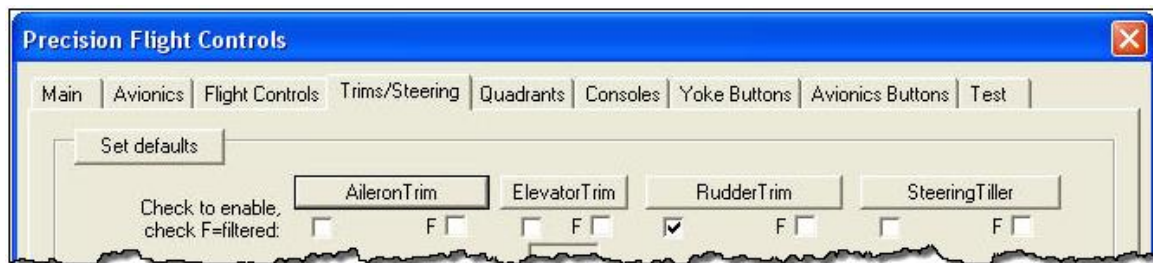 Precision Flight Controls
Main Avionics Flight Controls Trims/Steering Quadrants Consoles Yoke Buttons Avionics Buttons Test
Set defaults
AileronTrim ElevatorTrim RudderTrim SteeringTiller
Check to enable,
check F=filtered: F F F F